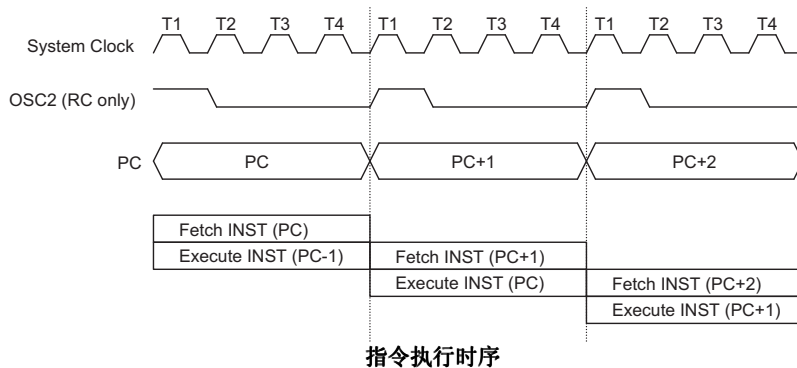 T1 T2 T3 T4 T1 T2 T3 T4 T1 T2 T3 T4
System Clock
OSC2 (RC only)
PC PC PC+1 PC+2
Fetch INST (PC)
Execute INST (PC-1) Fetch INST (PC+1)
Execute INST (PC) Fetch INST (PC+2)
Execute INST (PC+1)
指令执行时序